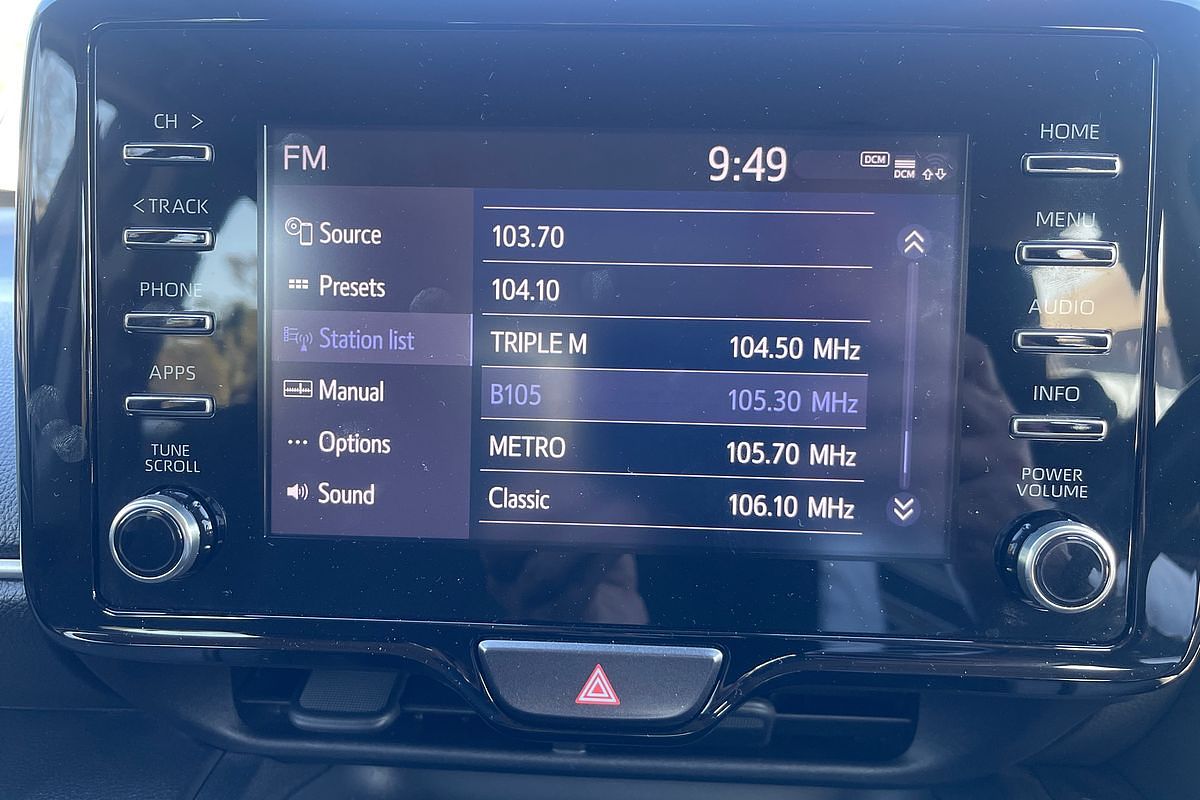 CH >
< TRACK
PHONE
APPS
TUNE
SCROLL
FM
9:49
DCM
DCM
Source
Presets
Station list
Manual
Options
Sound
103.70
104.10
TRIPLE M 104.50 MHz
B105 105.30 MHz
METRO 105.70 MHz
Classic 106.10 MHz
HOME
MENU
AUDIO
INFO
POWER
VOLUME